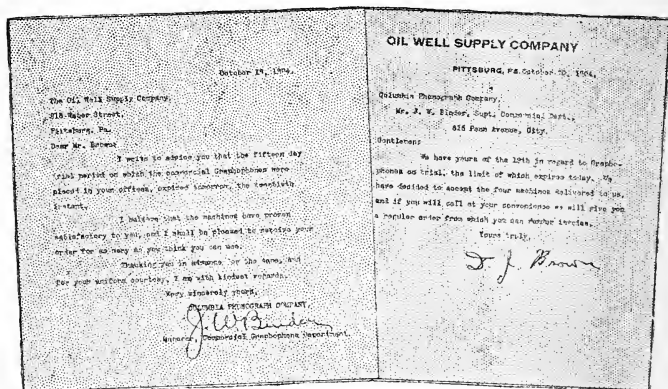 October 19, 1904.
The Oil Well Supply Company,
215 Water Street,
Pittsburg, Pa.
Dear Mr. Brown:
I write to advise you that the fifteen day
trial period on which the commercial Graphophones were
placed in your offices, expires tomorrow, the twentieth
instant.
I believe that the machines have proven
satisfactory to you, and I shall be pleased to receive your
order for as many as you think you can use.
Thanking you in advance for the same, and
for your uniform courtesy, I am with kindest regards,
Very sincerely yours,
COLUMBIA PHONOGRAPH COMPANY,
J. W. Binder
Manager, Commercial Graphophone Department.
OIL WELL SUPPLY COMPANY
PITTSBURG, PA. October 20, 1904.
Columbia Phonograph Company,
Mr. J. W. Binder, Supt. Commercial Dept.,
615 Penn Avenue, City.
Gentlemen:
We have yours of the 19th in regard to Grapho-
phones on trial, the limit of which expires today. We
have decided to accept the four machines delivered to us,
and if you will call at your convenience we will give you
a regular order from which you can render invoice.
Yours truly,
D. J. Brown